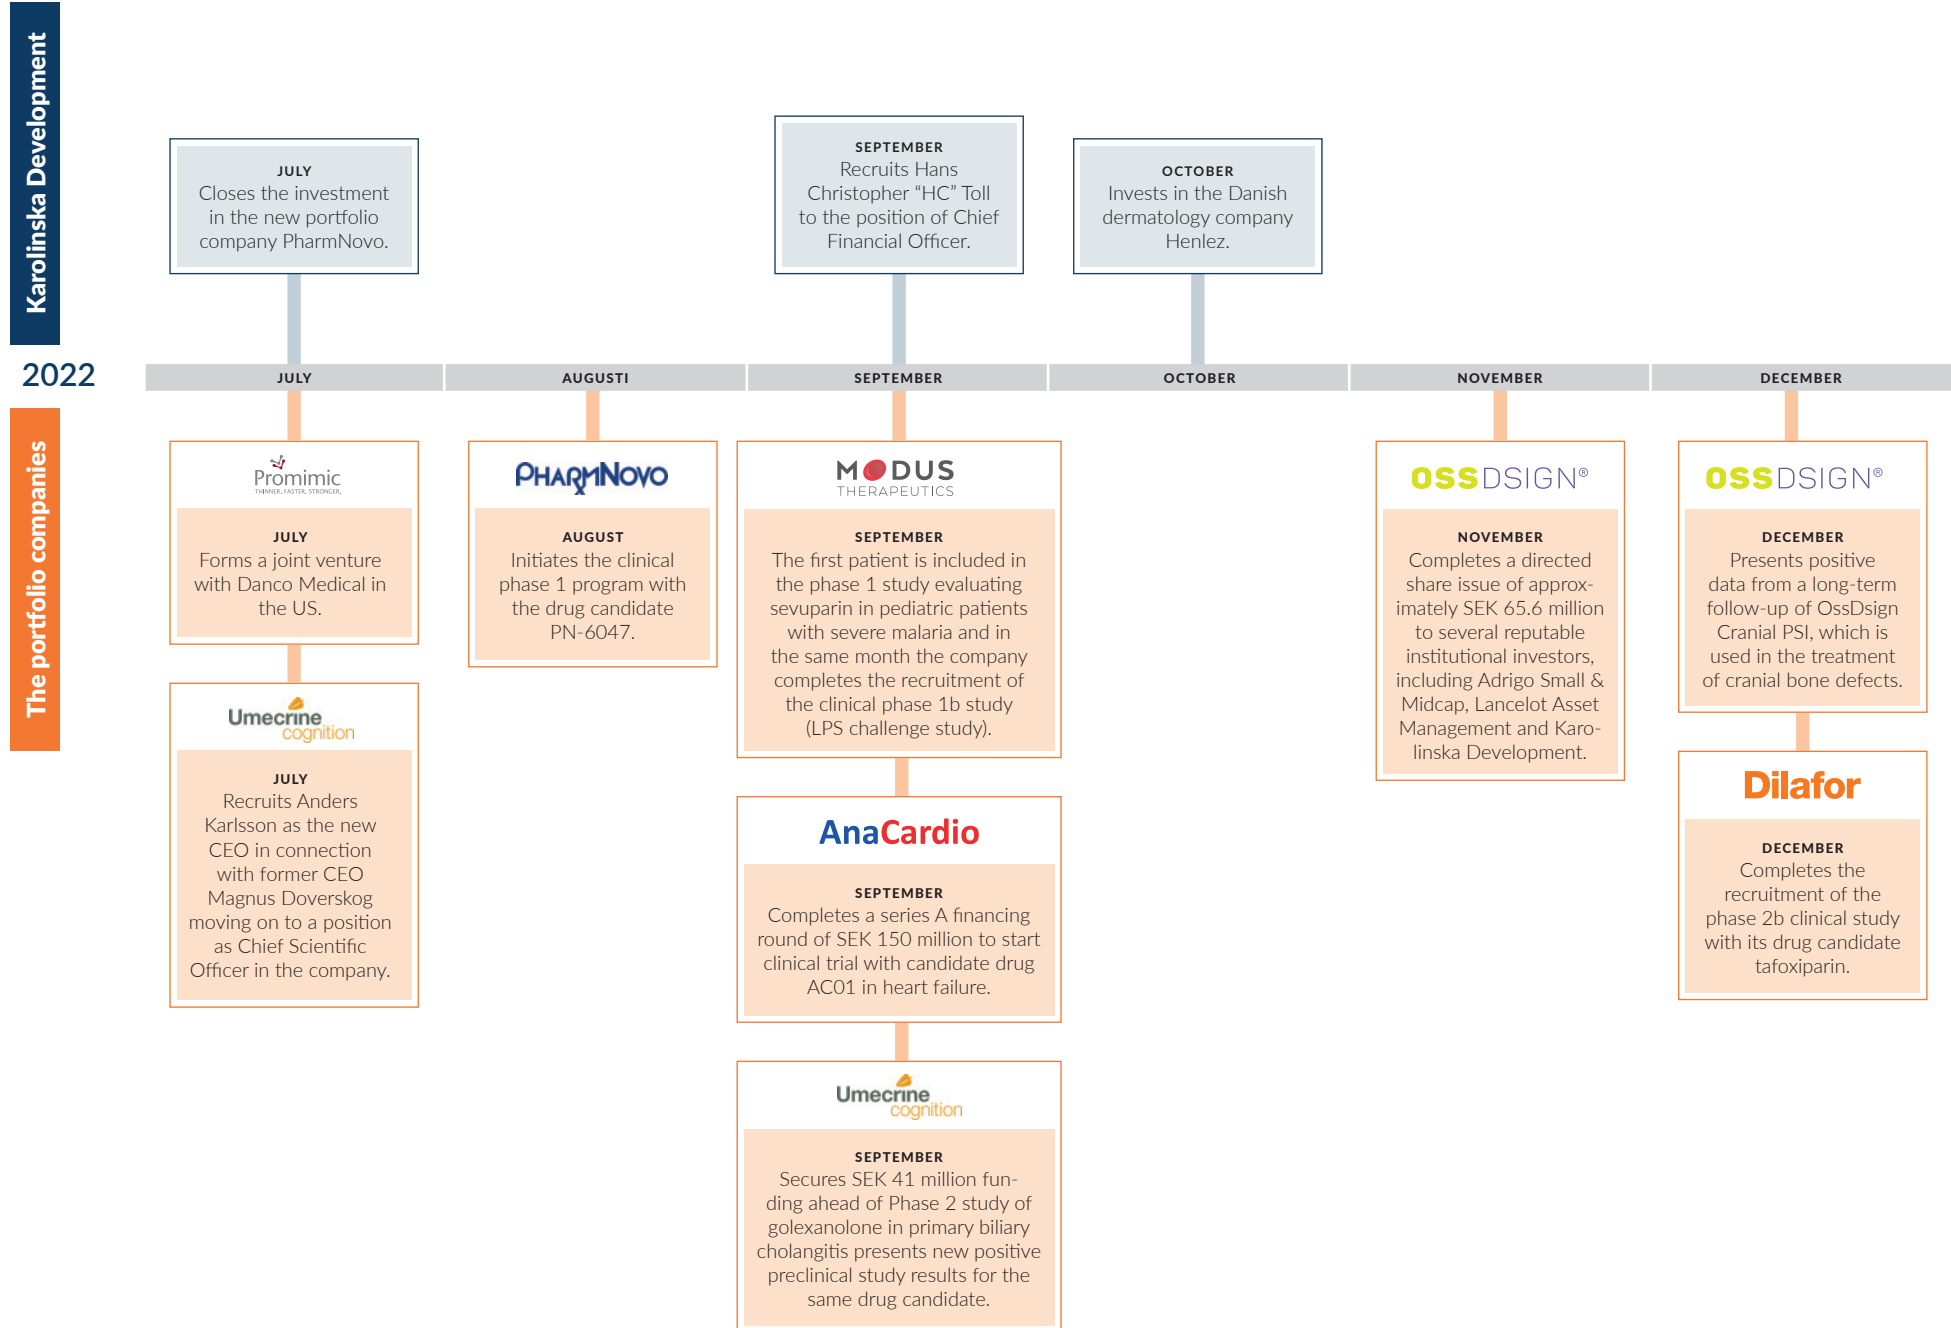 Karolinska Development
JULY
Closes the investment
in the new portfolio
company PharmNovo.
SEPTEMBER
Recruits Hans
Christopher “HC” Toll
to the position of Chief
Financial Officer.
OCTOBER
Invests in the Danish
dermatology company
Henlez.
2022
JULY
AUGUSTI
SEPTEMBER
OCTOBER
NOVEMBER
DECEMBER
The portfolio companies
Promimic
THINNER. FASTER. STRONGER.
JULY
Forms a joint venture
with Danco Medical in
the US.
Umecrine
cognition
JULY
Recruits Anders
Karlsson as the new
CEO in connection
with former CEO
Magnus Doverskog
moving on to a position
as Chief Scientific
Officer in the company.
PHARMNOVO
AUGUST
Initiates the clinical
phase 1 program with
the drug candidate
PN-6047.
MODUS
THERAPEUTICS
SEPTEMBER
The first patient is included in
the phase 1 study evaluating
sevuparin in pediatric patients
with severe malaria and in
the same month the company
completes the recruitment of
the clinical phase 1b study
(LPS challenge study).
AnaCardio
SEPTEMBER
Completes a series A financing
round of SEK 150 million to start
clinical trial with candidate drug
AC01 in heart failure.
Umecrine
cognition
SEPTEMBER
Secures SEK 41 million fun-
ding ahead of Phase 2 study of
golexanolone in primary biliary
cholangitis presents new positive
preclinical study results for the
same drug candidate.
OSSDSIGN®
NOVEMBER
Completes a directed
share issue of approx-
imately SEK 65.6 million
to several reputable
institutional investors,
including Adrigo Small &
Midcap, Lancelot Asset
Management and Karo-
linska Development.
OSSDSIGN®
DECEMBER
Presents positive
data from a long-term
follow-up of OssDsign
Cranial PSI, which is
used in the treatment
of cranial bone defects.
Dilafor
DECEMBER
Completes the
recruitment of the
phase 2b clinical study
with its drug candidate
tafoxiparin.